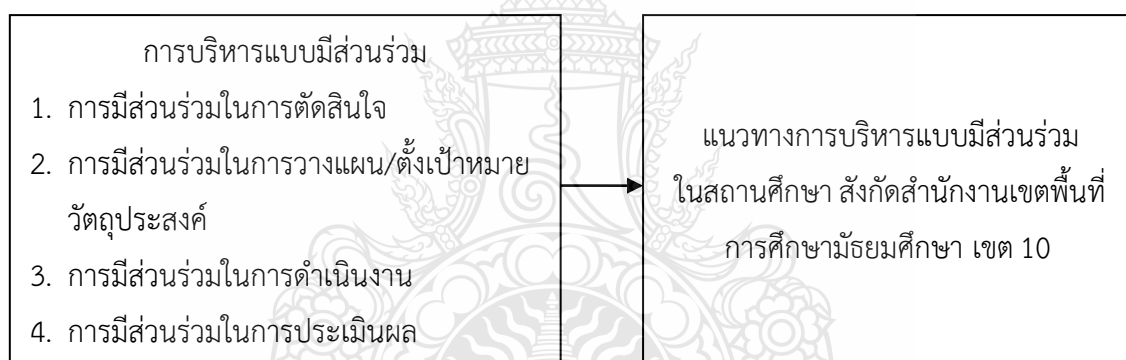 การบริหารแบบมีส่วนร่วม
1. การมีส่วนร่วมในการตัดสินใจ
2. การมีส่วนร่วมในการวางแผน/ตั้งเป้าหมาย
วัตถุประสงค์
3. การมีส่วนร่วมในการดำเนินงาน
4. การมีส่วนร่วมในการประเมินผล
แนวทางการบริหารแบบมีส่วนร่วม
ในสถานศึกษา สังกัดสำนักงานเขตพื้นที่
การศึกษามัธยมศึกษา เขต 10